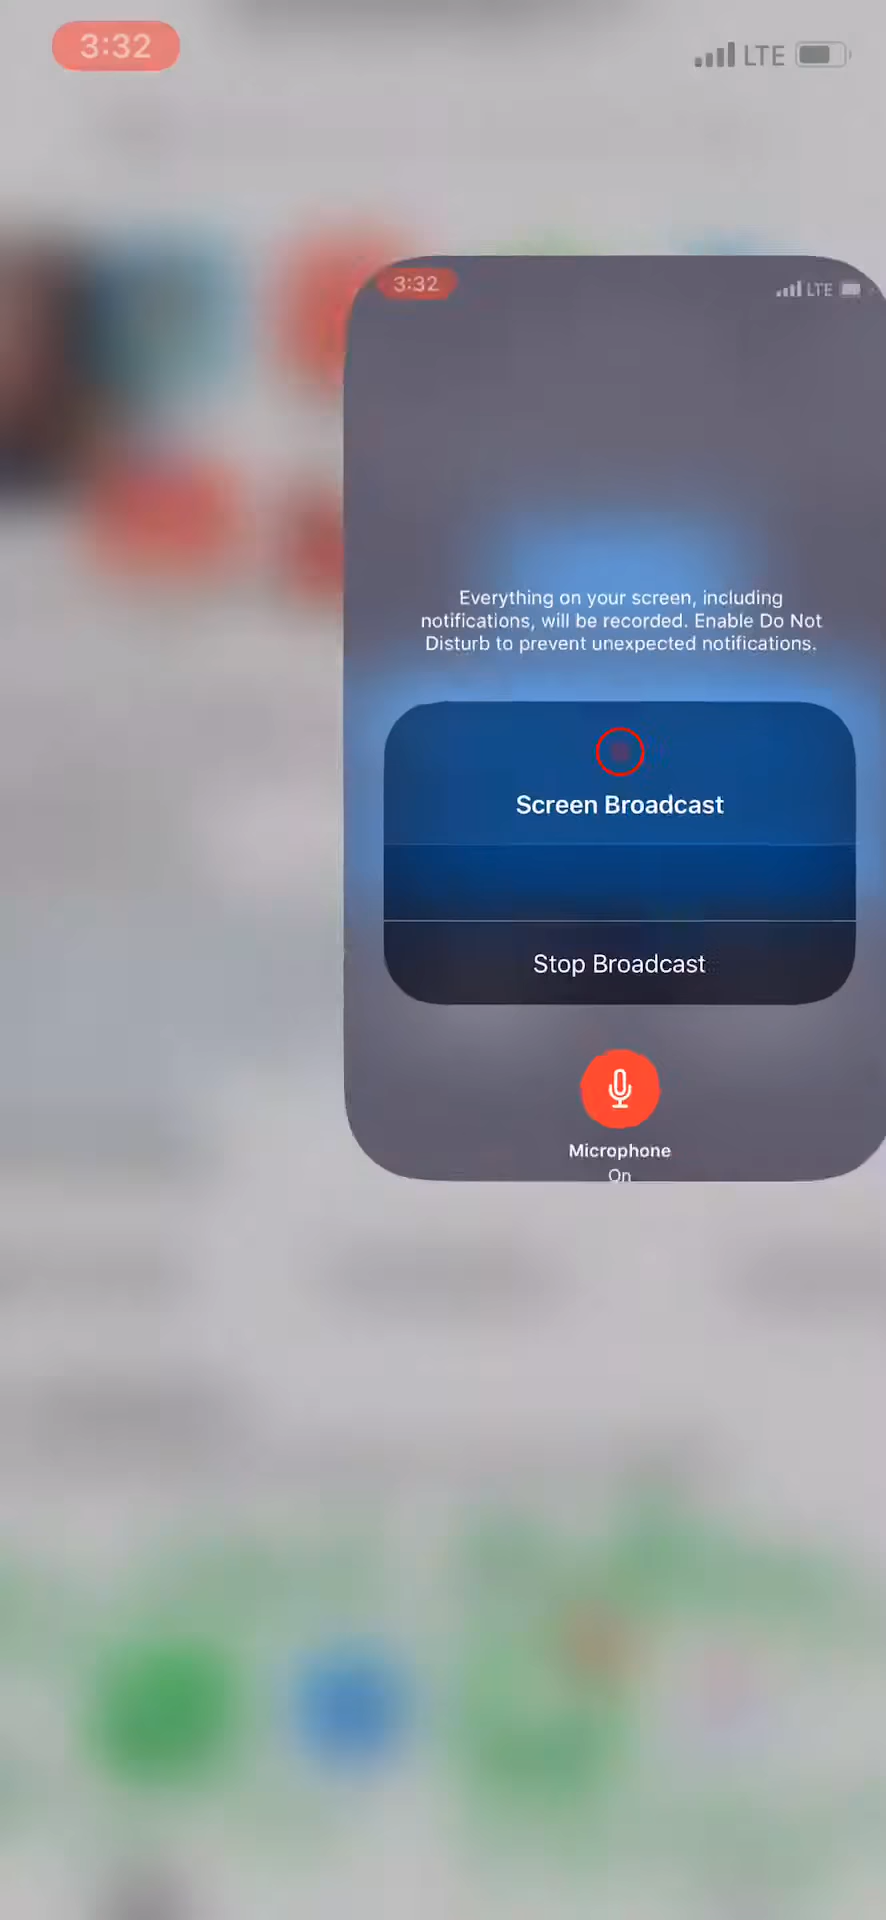 3:32
LTE
3:32
LTE
Everything on your screen, including
notifications, will be recorded. Enable Do Not
Disturb to prevent unexpected notifications.
Screen Broadcast
Stop Broadcast
Microphone
On